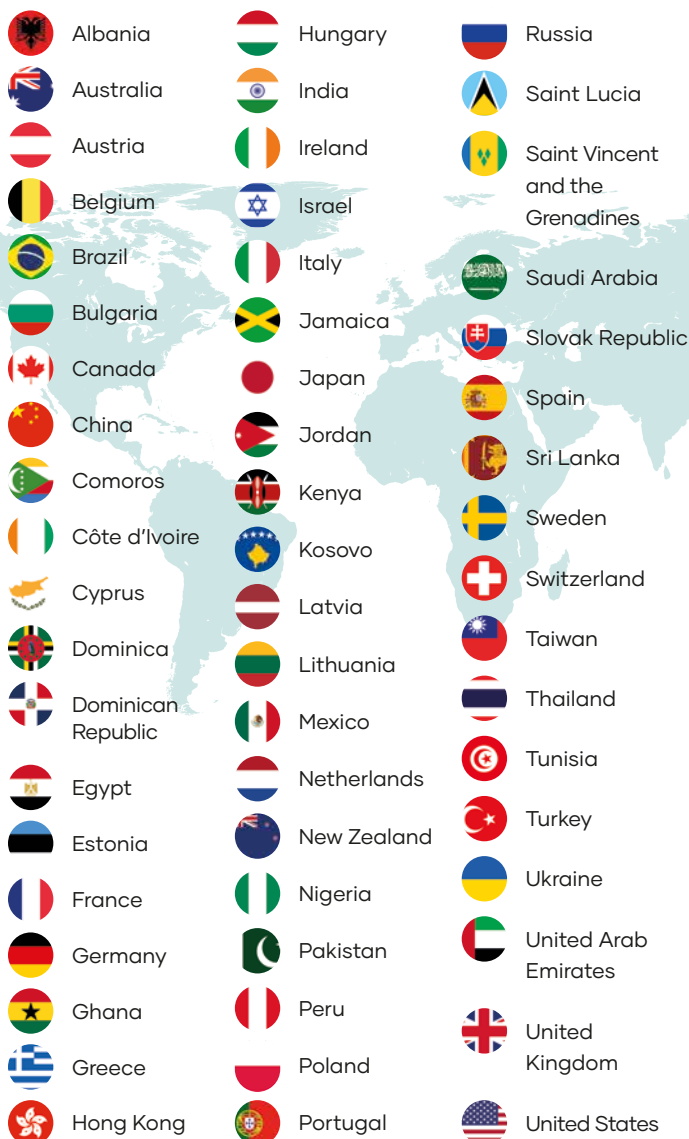 Albania
Australia
Austria
Belgium
Brazil
Bulgaria
Canada
China
Comoros
Côte d'Ivoire
Cyprus
Dominica
Dominican
Republic
Egypt
Estonia
France
Germany
Ghana
Greece
Hong Kong
Hungary
India
Ireland
Israel
Italy
Jamaica
Japan
Jordan
Kenya
Kosovo
Latvia
Lithuania
Mexico
Netherlands
New Zealand
Nigeria
Pakistan
Peru
Poland
Portugal
Russia
Saint Lucia
Saint Vincent
and the
Grenadines
Saudi Arabia
Slovak Republic
Spain
Sri Lanka
Sweden
Switzerland
Taiwan
Thailand
Tunisia
Turkey
Ukraine
United Arab
Emirates
United
Kingdom
United States